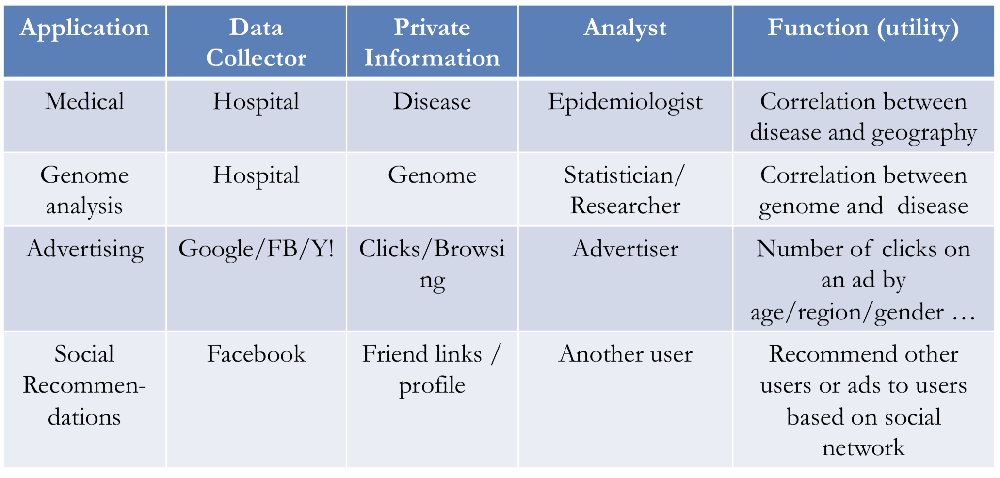 Application
Data
Collector
Private
Information
Analyst
Function (utility)
Medical
Hospital
Disease
Epidemiologist
Correlation between
disease and geography
Genome
analysis
Hospital
Genome
Statistician/
Researcher
Correlation between
genome and  disease
Advertising
Google/FB/Y!
Clicks/Browsi
ng
Advertiser
Number of clicks on
an ad by
age/region/gender …
Social
Recommen-
dations
Facebook
Friend links /
profile
Another user
Recommend other
users or ads to users
based on social
network